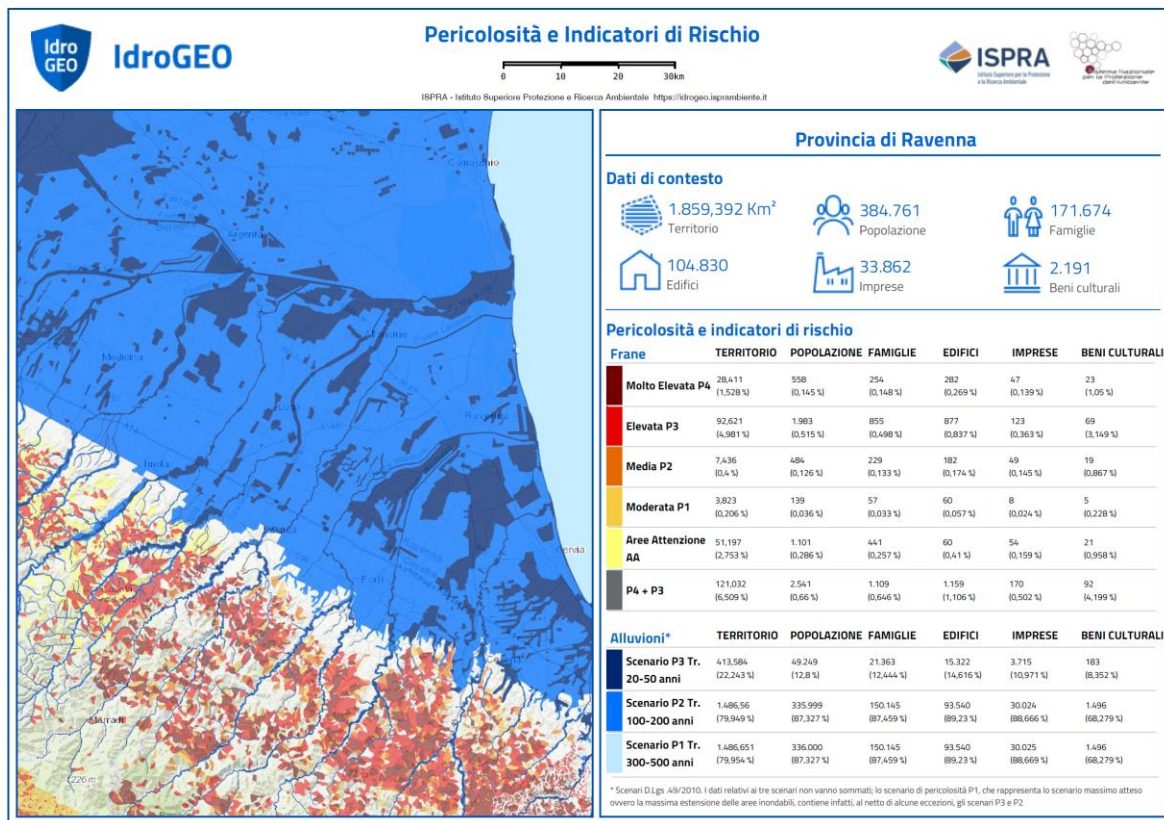 Idro
GEO
IdroGEO
Pericolosità e Indicatori di Rischio
0 10 20 30km
ISPRA - Istituto Superiore Protezione e Ricerca Ambientale https://idrogeo.isprambiente.it
ISPRA
Istituto Superiore per la Protezione
e la Ricerca Ambientale
Sistema Nazionale
per la Protezione
dell'Ambiente
Comacchio
Argenta
Alfonsine
Medicina
Lugo
Ravenna
Imola
Faenza
Cervia
Forlì
Marradi
Provincia di Ravenna
Dati di contesto
1.859,392 Km²
Territorio
384.761
Popolazione
171.674
Famiglie
104.830
Edifici
33.862
Imprese
2.191
Beni culturali
Pericolosità e indicatori di rischio
Frane TERRITORIO POPOLAZIONE FAMIGLIE EDIFICI IMPRESE BENI CULTURALI
Molto Elevata P4 28,411 558 254 282 47 23
(1,528 %) (0,145 %) (0,148 %) (0,269 %) (0,139 %) (1,05 %)
Elevata P3 92,621 1.983 855 877 123 69
(4,981 %) (0,515 %) (0,498 %) (0,837 %) (0,363 %) (3,149 %)
Media P2 7,436 484 229 182 49 19
(0,4 %) (0,126 %) (0,133 %) (0,174 %) (0,145 %) (0,867 %)
Moderata P1 3,823 139 57 60 8 5
(0,206 %) (0,036 %) (0,033 %) (0,057 %) (0,024 %) (0,228 %)
Aree Attenzione AA 51,197 1.101 441 60 54 21
(2,753 %) (0,286 %) (0,257 %) (0,41 %) (0,159 %) (0,958 %)
P4 + P3 121,032 2.541 1.109 1.159 170 92
(6,509 %) (0,66 %) (0,646 %) (1,106 %) (0,502 %) (4,199 %)
Alluvioni* TERRITORIO POPOLAZIONE FAMIGLIE EDIFICI IMPRESE BENI CULTURALI
Scenario P3 Tr. 413,584 49.249 21.363 15.322 3.715 183
20-50 anni (22,243 %) (12,8 %) (12,444 %) (14,616 %) (10,971 %) (8,352 %)
Scenario P2 Tr. 1.486,56 335.999 150.145 93.540 30.024 1.496
100-200 anni (79,949 %) (87,327 %) (87,459 %) (89,23 %) (88,666 %) (68,279 %)
Scenario P1 Tr. 1.486,651 336.000 150.145 93.540 30.025 1.496
300-500 anni (79,954 %) (87,327 %) (87,459 %) (89,23 %) (88,669 %) (68,279 %)
* Scenari D.Lgs .49/2010. I dati relativi ai tre scenari non vanno sommati; lo scenario di pericolosità P1, che rappresenta lo scenario massimo atteso
ovvero la massima estensione delle aree inondabili, contiene infatti, al netto di alcune eccezioni, gli scenari P3 e P2